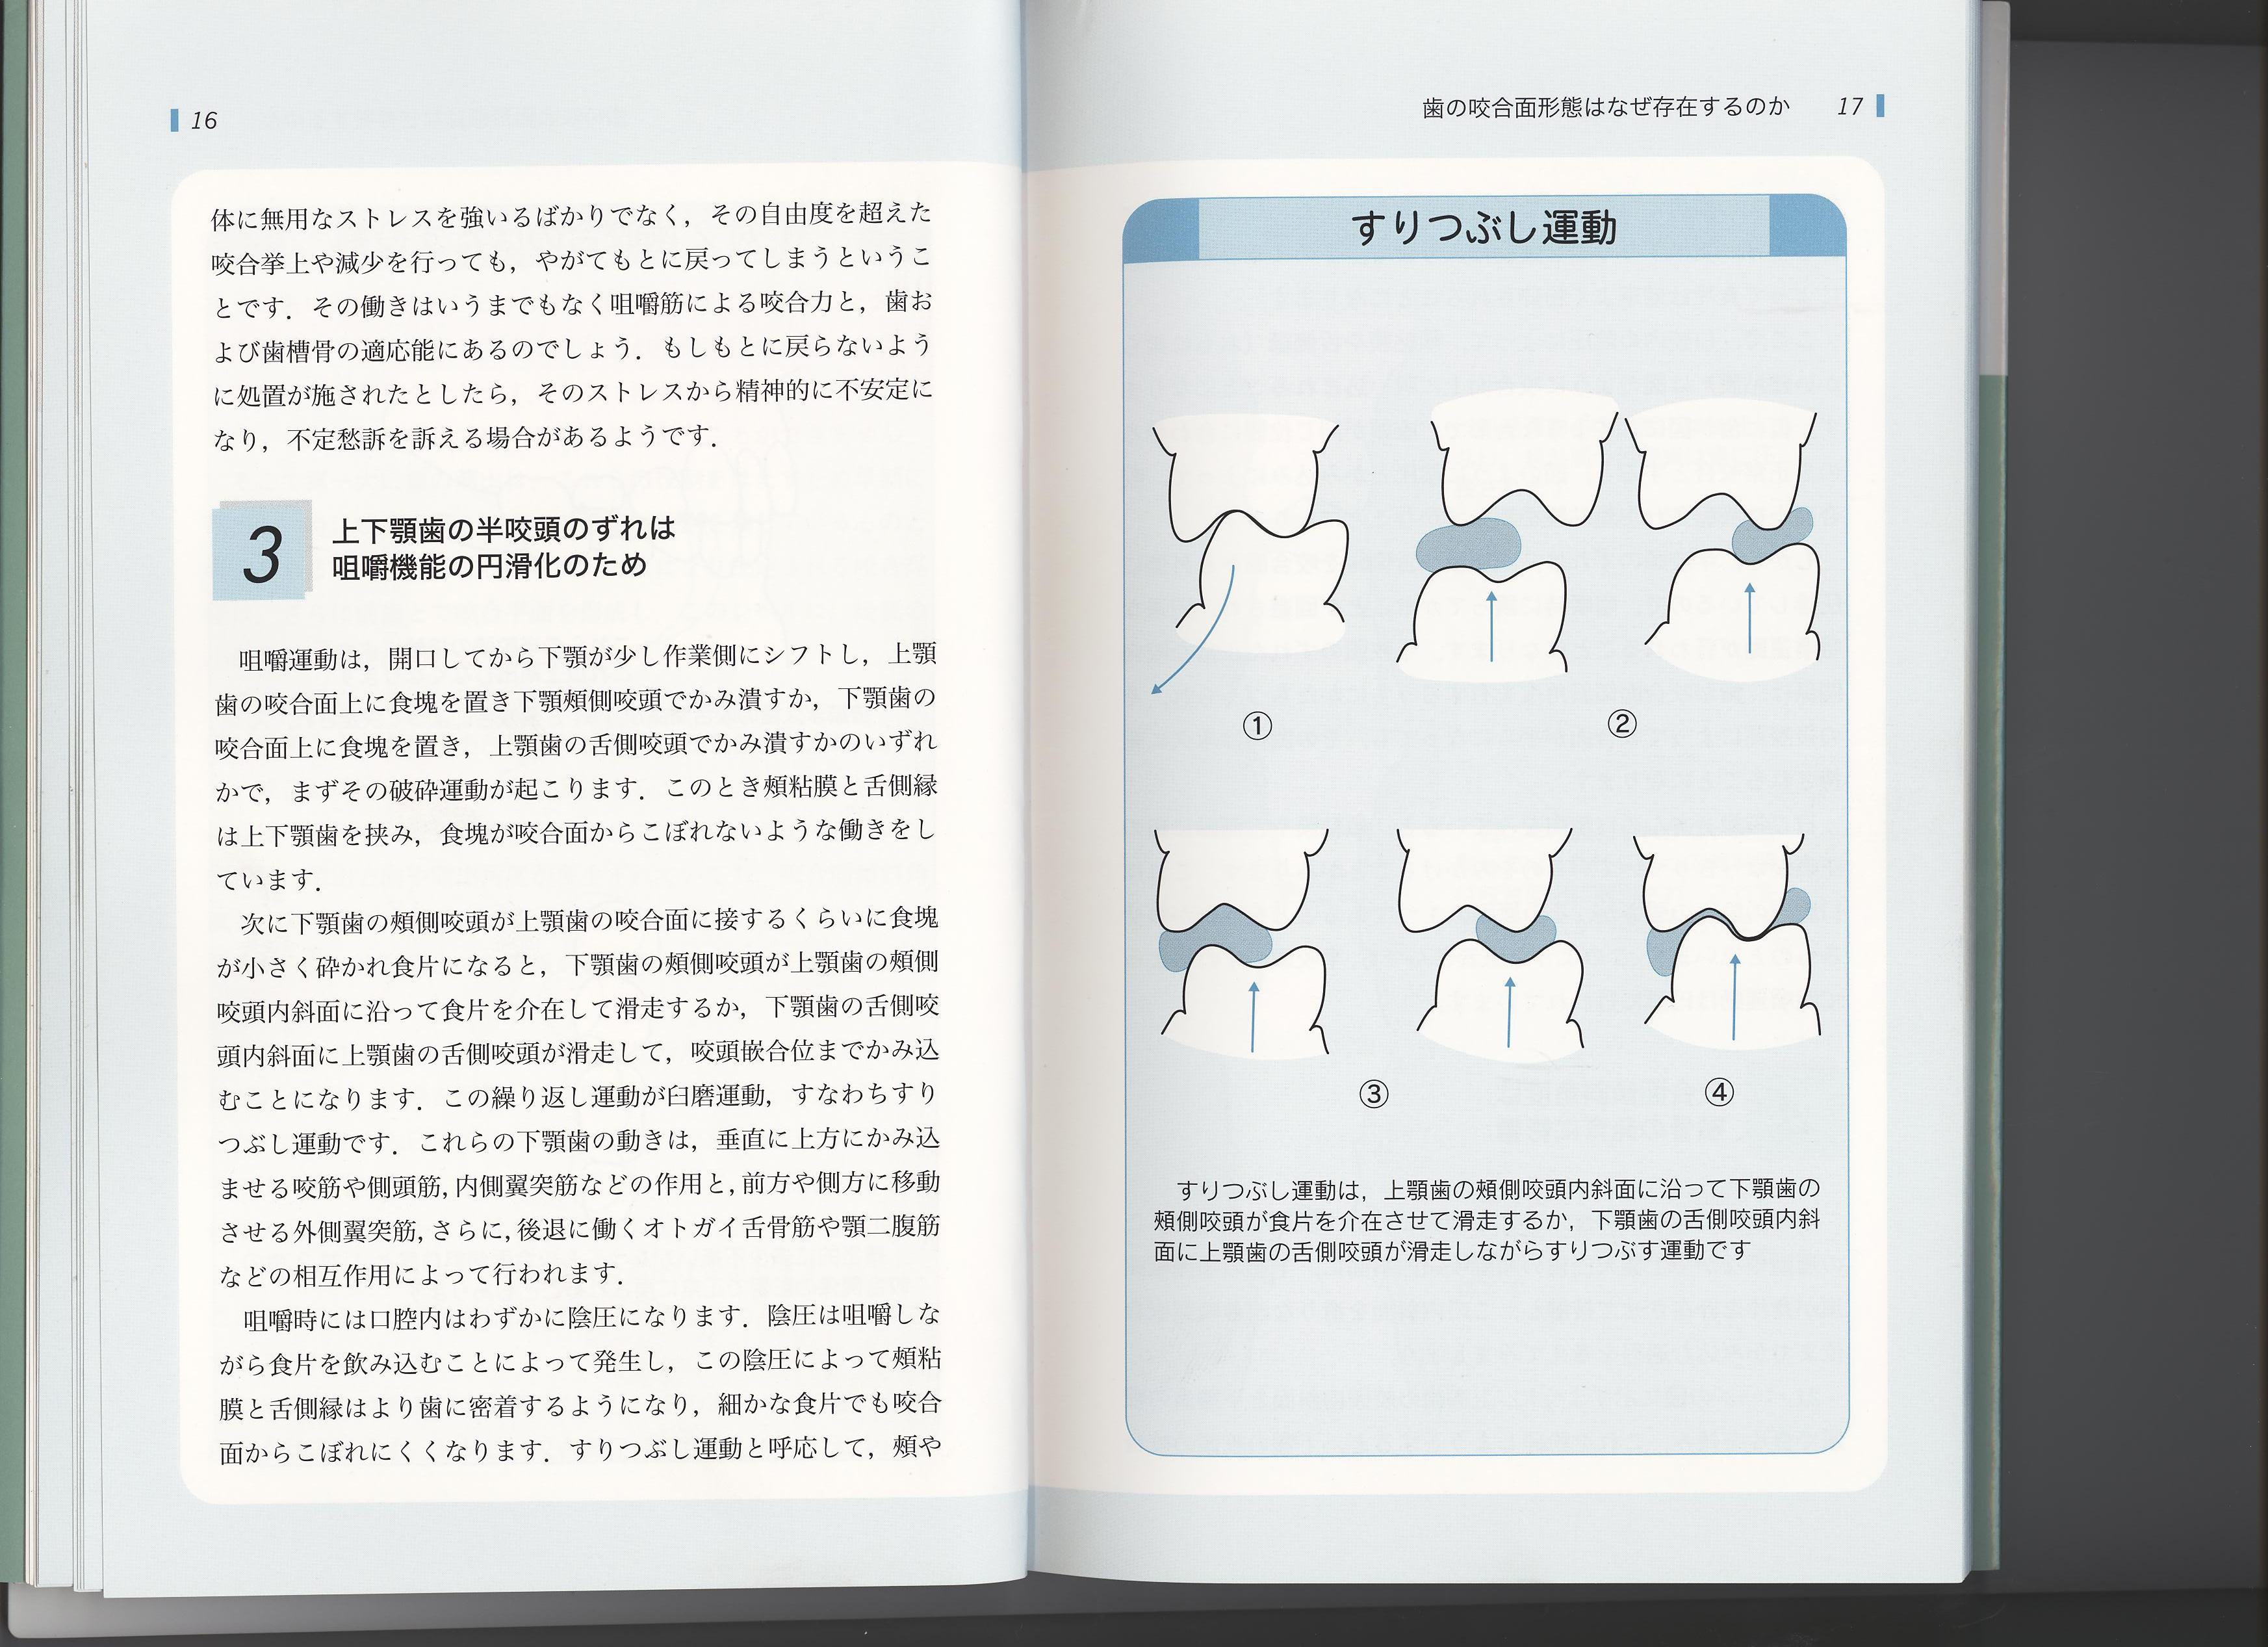 16
体に無用なストレスを強いるばかりでなく，その自由度を超えた
咬合挙上や減少を行っても，やがてもとに戻ってしまうというこ
とです．その働きはいうまでもなく咀嚼筋による咬合力と，歯お
よび歯槽骨の適応能にあるのでしょう．もしもとに戻らないよう
に処置が施されたとしたら，そのストレスから精神的に不安定に
なり，不定愁訴を訴える場合があるようです．
3
上下顎歯の半咬頭のずれは
咀嚼機能の円滑化のため
咀嚼運動は，開口してから下顎が少し作業側にシフトし，上顎
歯の咬合面上に食塊を置き下顎頰側咬頭でかみ潰すか，下顎歯の
咬合面上に食塊を置き，上顎歯の舌側咬頭でかみ潰すかのいずれ
かで，まずその破砕運動が起こります．このとき頰粘膜と舌側縁
は上下顎歯を挟み，食塊が咬合面からこぼれないような働きをし
ています．
次に下顎歯の頰側咬頭が上顎歯の咬合面に接するくらいに食塊
が小さく砕かれ食片になると，下顎歯の頰側咬頭が上顎歯の頰側
咬頭内斜面に沿って食片を介在して滑走するか，下顎歯の舌側咬
頭内斜面に上顎歯の舌側咬頭が滑走して，咬頭嵌合位までかみ込
むことになります．この繰り返し運動が臼磨運動，すなわちすり
つぶし運動です．これらの下顎歯の動きは，垂直に上方にかみ込
ませる咬筋や側頭筋，内側翼突筋などの作用と，前方や側方に移動
させる外側翼突筋，さらに，後退に働くオトガイ舌骨筋や顎二腹筋
などの相互作用によって行われます．
咀嚼時には口腔内はわずかに陰圧になります．陰圧は咀嚼しな
がら食片を飲み込むことによって発生し，この陰圧によって頰粘
膜と舌側縁はより歯に密着するようになり，細かな食片でも咬合
面からこぼれにくくなります．すりつぶし運動と呼応して，頰や
歯の咬合面形態はなぜ存在するのか 17
すりつぶし運動
①
②
③
④
すりつぶし運動は，上顎歯の頰側咬頭内斜面に沿って下顎歯の
頰側咬頭が食片を介在させて滑走するか，下顎歯の舌側咬頭内斜
面に上顎歯の舌側咬頭が滑走しながらすりつぶす運動です